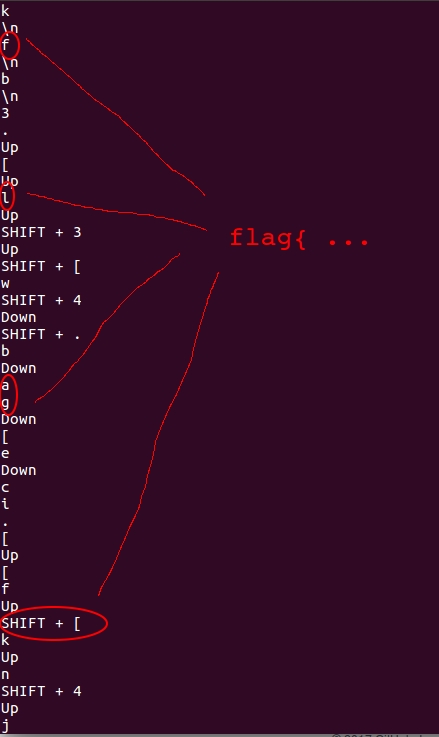 k
\n
f
\n
b
\n
3
.
Up
[
Up
l
Up
SHIFT + 3
Up
SHIFT + [
w
SHIFT + 4
Down
SHIFT + .
b
Down
a
g
Down
[
e
Down
c
i
.
[
Up
[
f
Up
SHIFT + [
k
Up
n
SHIFT + 4
Up
j
flag{ ...